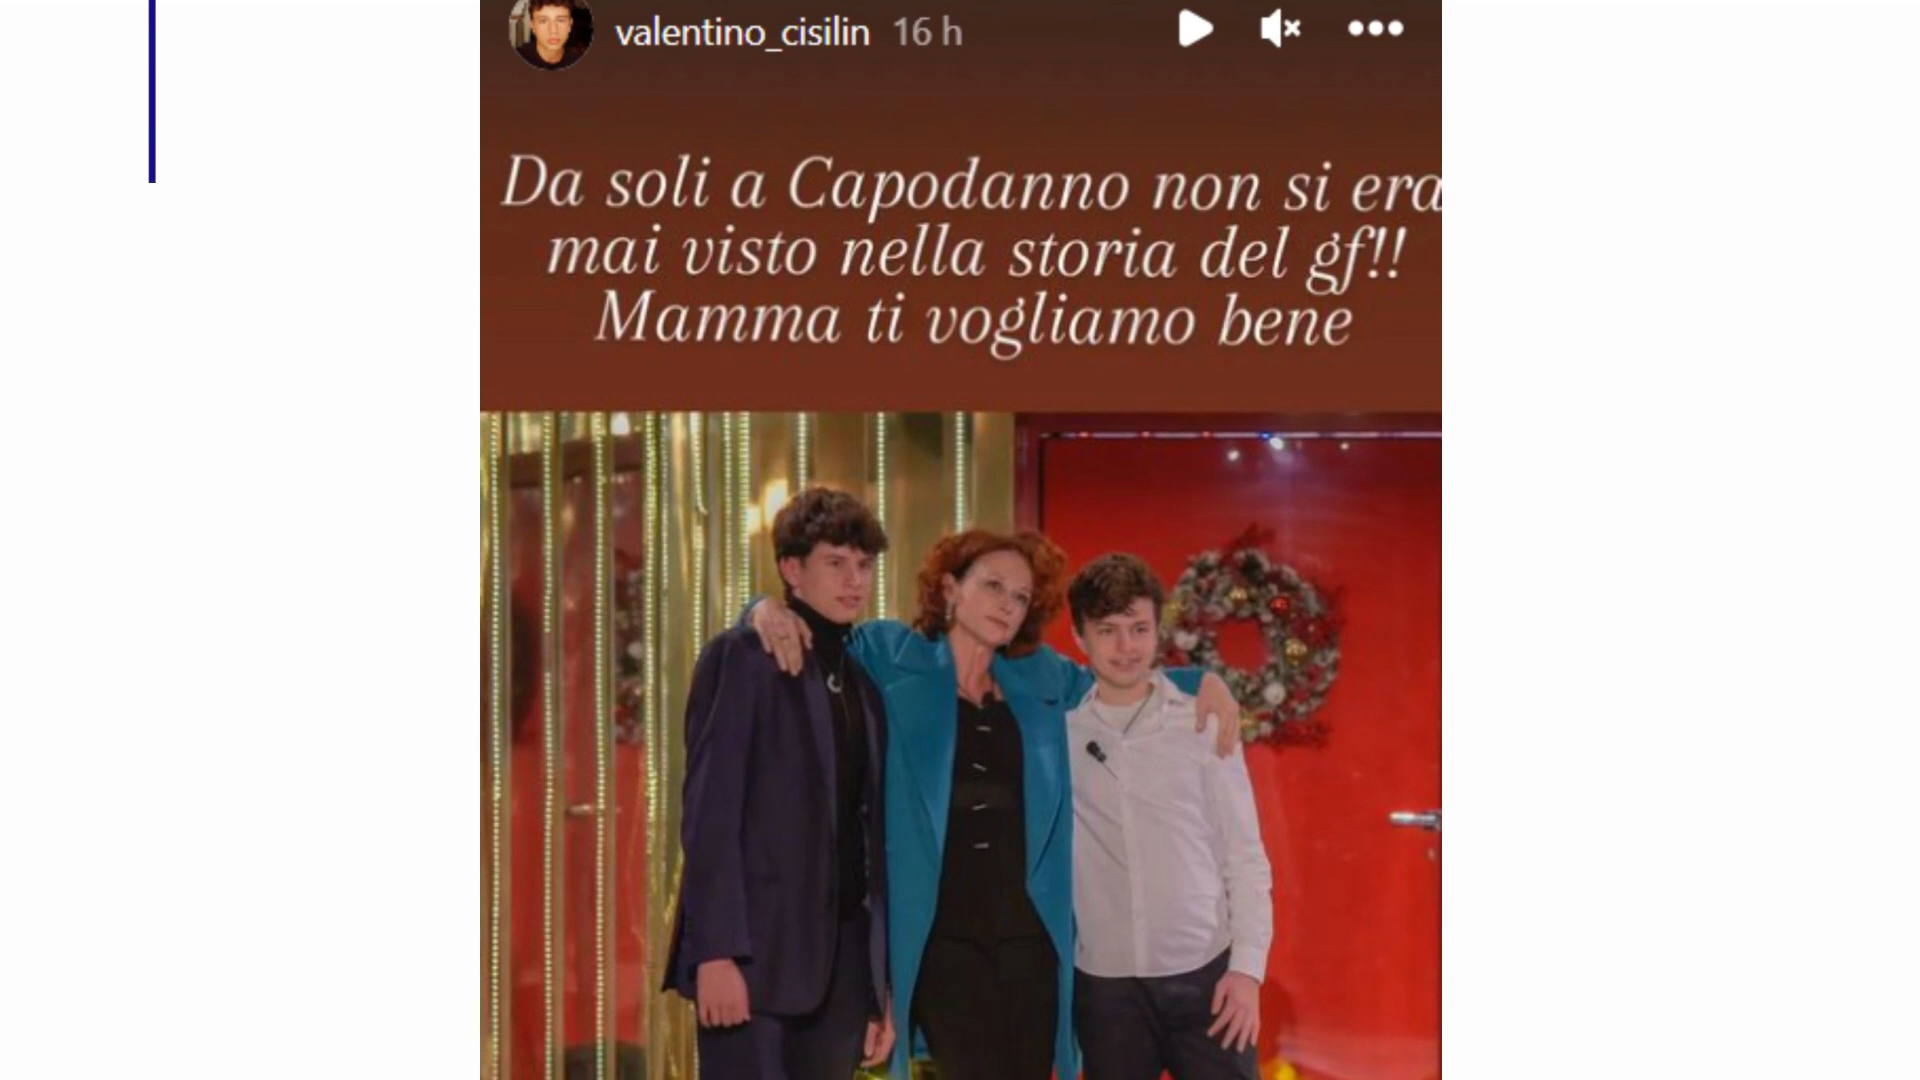 valentino_cisilin 16 h
Da soli a Capodanno non si era
mai visto nella storia del gf!!
Mamma ti vogliamo bene